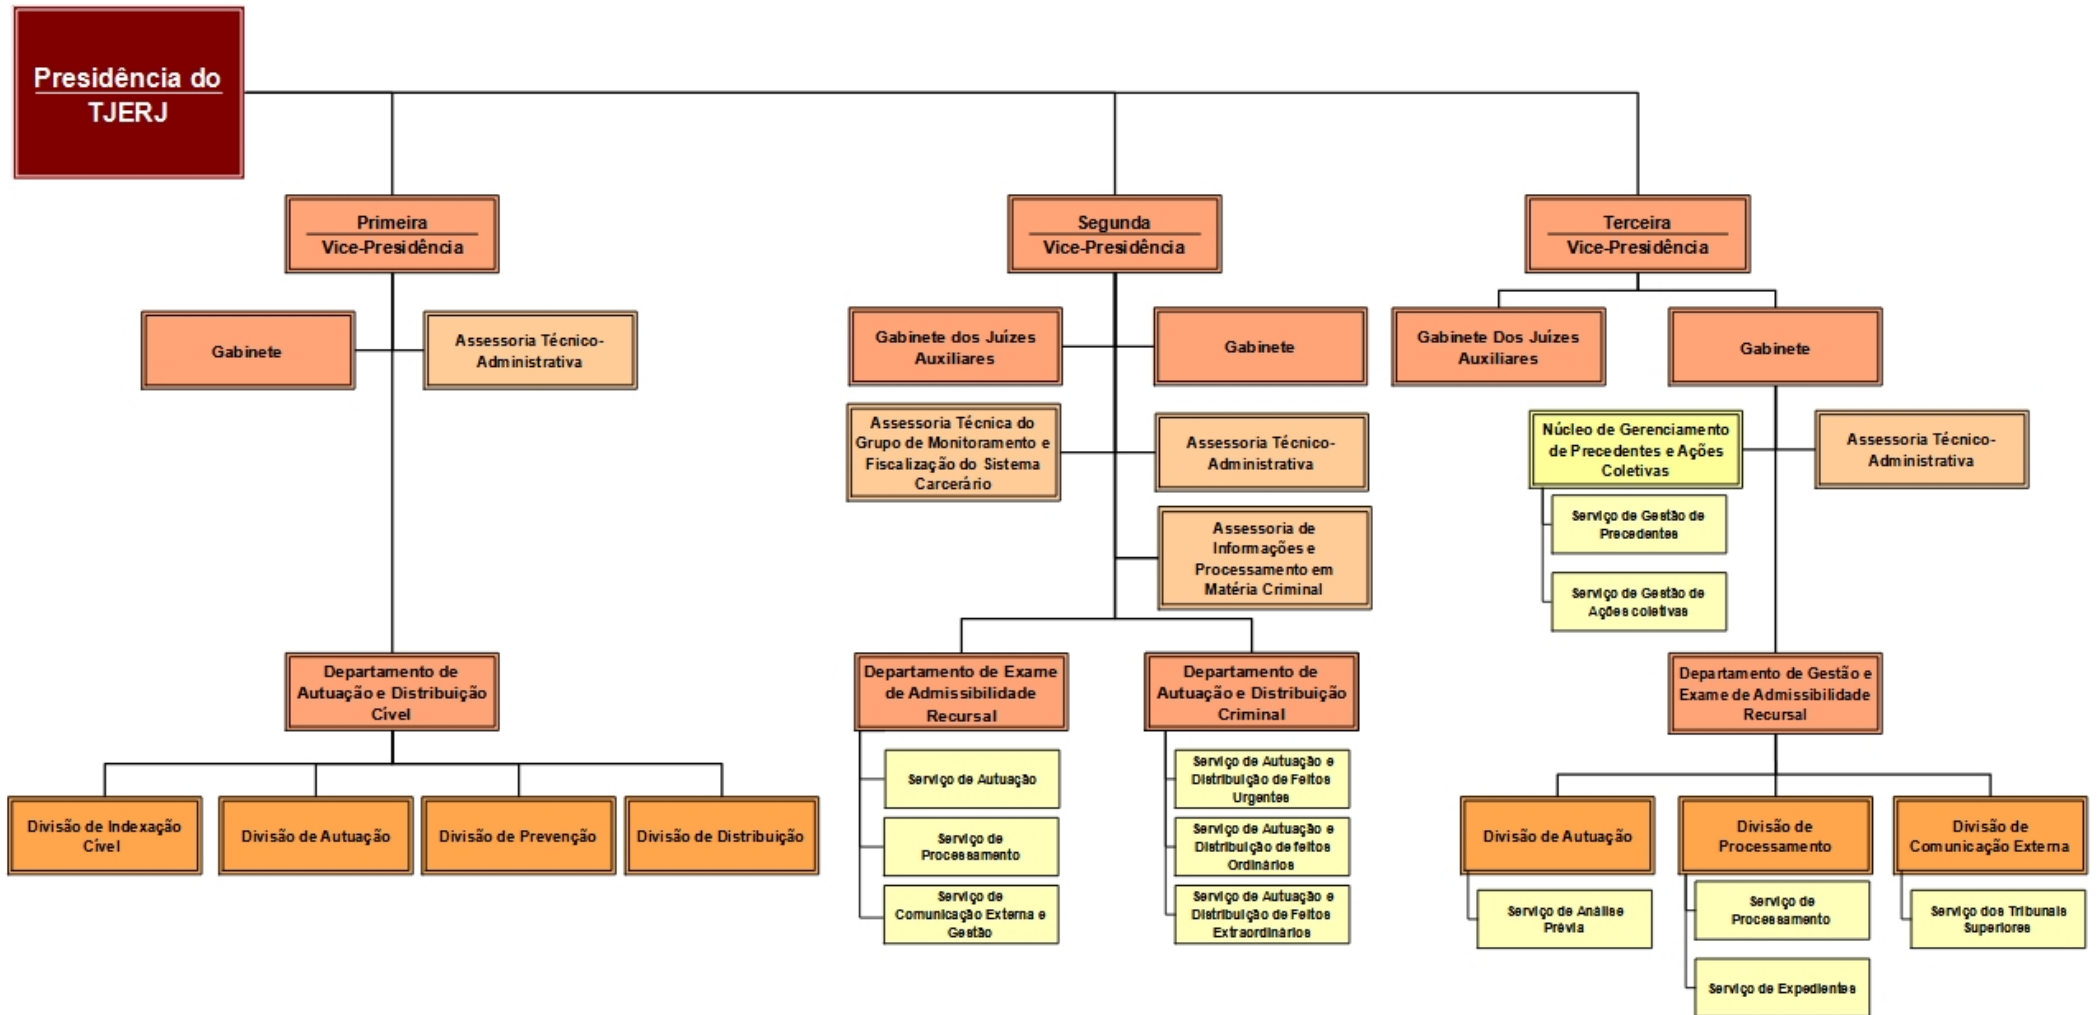 Presidência do
TJERJ
Primeira
Vice-Presidência
Segunda
Vice-Presidência
Terceira
Vice-Presidência
Gabinete
Assessoria Técnico-
Administrativa
Gabinete dos Juízes
Auxiliares
Gabinete
Gabinete Dos Juízes
Auxiliares
Gabinete
Assessoria Técnica do
Grupo de Monitoramento e
Fiscalização do Sistema
Carcerário
Assessoria Técnico-
Administrativa
Núcleo de Gerenciamento
de Precedentes e Ações
Coletivas
Assessoria Técnico-
Administrativa
Serviço de Gestão de
Precedentes
Assessoria de
Informações e
Processamento em
Matéria Criminal
Serviço de Gestão de
Ações coletivas
Departamento de
Autuação e Distribuição
Cível
Departamento de Exame
de Admissibilidade
Recursal
Departamento de
Autuação e Distribuição
Criminal
Departamento de Gestão e
Exame de Admissibilidade
Recursal
Divisão de Indexação
Cível
Divisão de Autuação
Divisão de Prevenção
Divisão de Distribuição
Serviço de Autuação
Serviço de
Processamento
Serviço de
Comunicação Externa e
Gestão
Serviço de Autuação e
Distribuição de Feitos
Urgentes
Serviço de Autuação e
Distribuição de feitos
Ordinários
Serviço de Autuação e
Distribuição de Feitos
Extraordinários
Divisão de Autuação
Divisão de
Processamento
Divisão de
Comunicação Externa
Serviço de Análise
Prévia
Serviço de
Processamento
Serviço dos Tribunais
Superiores
Serviço de Expedientes